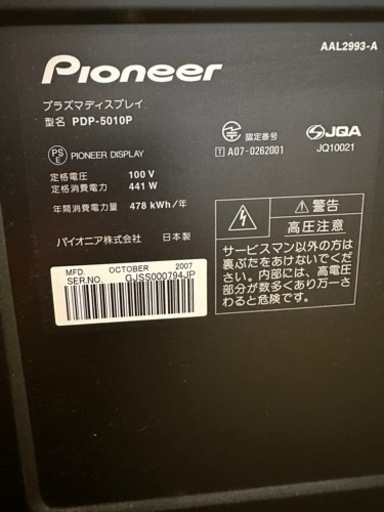 AAL2993-A
Pioneer
プラズマディスプレイ
型名 PDP-5010P
認定番号
T A07-0262001
JQA
JQ10021
PS
E
PIONEER DISPLAY
定格電圧 100 V
定格消費電力 441 W
年間消費電力量 478 kWh/年
パイオニア株式会社 日本製
MFD. OCTOBER 2007
SER.NO. GJSS000794JP
警告
高圧注意
サービスマン以外の方は
裏ぶたをあけないでくださ
い。内部には、高電圧
部分が数多くあり万一さ
わると危険です。